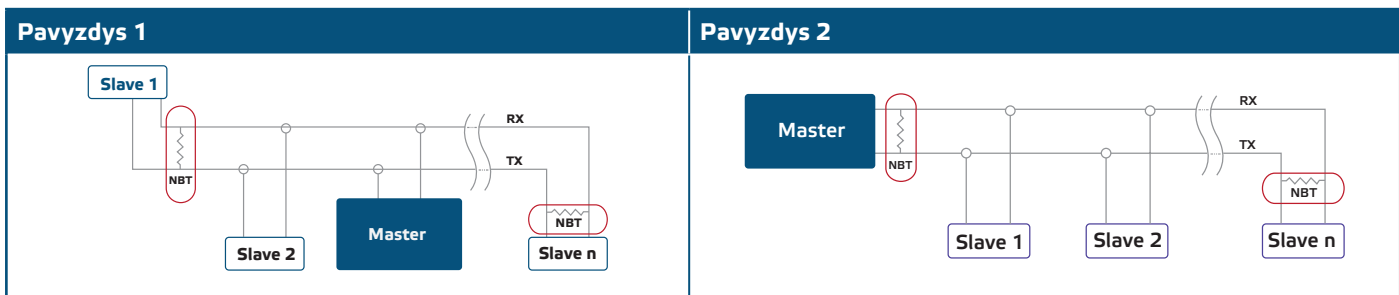 Pavyzdys 1
Slave 1
RX
TX
NBT
NBT
Slave 2
Master
Slave n
Pavyzdys 2
Master
RX
TX
NBT
NBT
Slave 1
Slave 2
Slave n